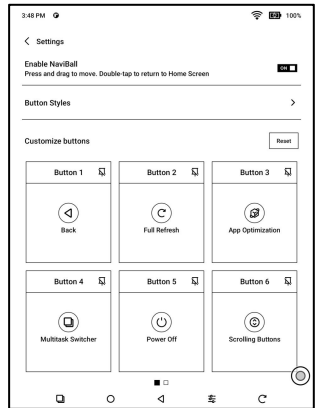 3:48 PM
100%
Settings
Enable NaviBall
Press and drag to move. Double-tap to return to Home Screen
ON
Button Styles
Customize buttons
Reset
Button 1
Button 2
Button 3
Back
Full Refresh
App Optimization
Button 4
Button 5
Button 6
Multitask Switcher
Power Off
Scrolling Buttons